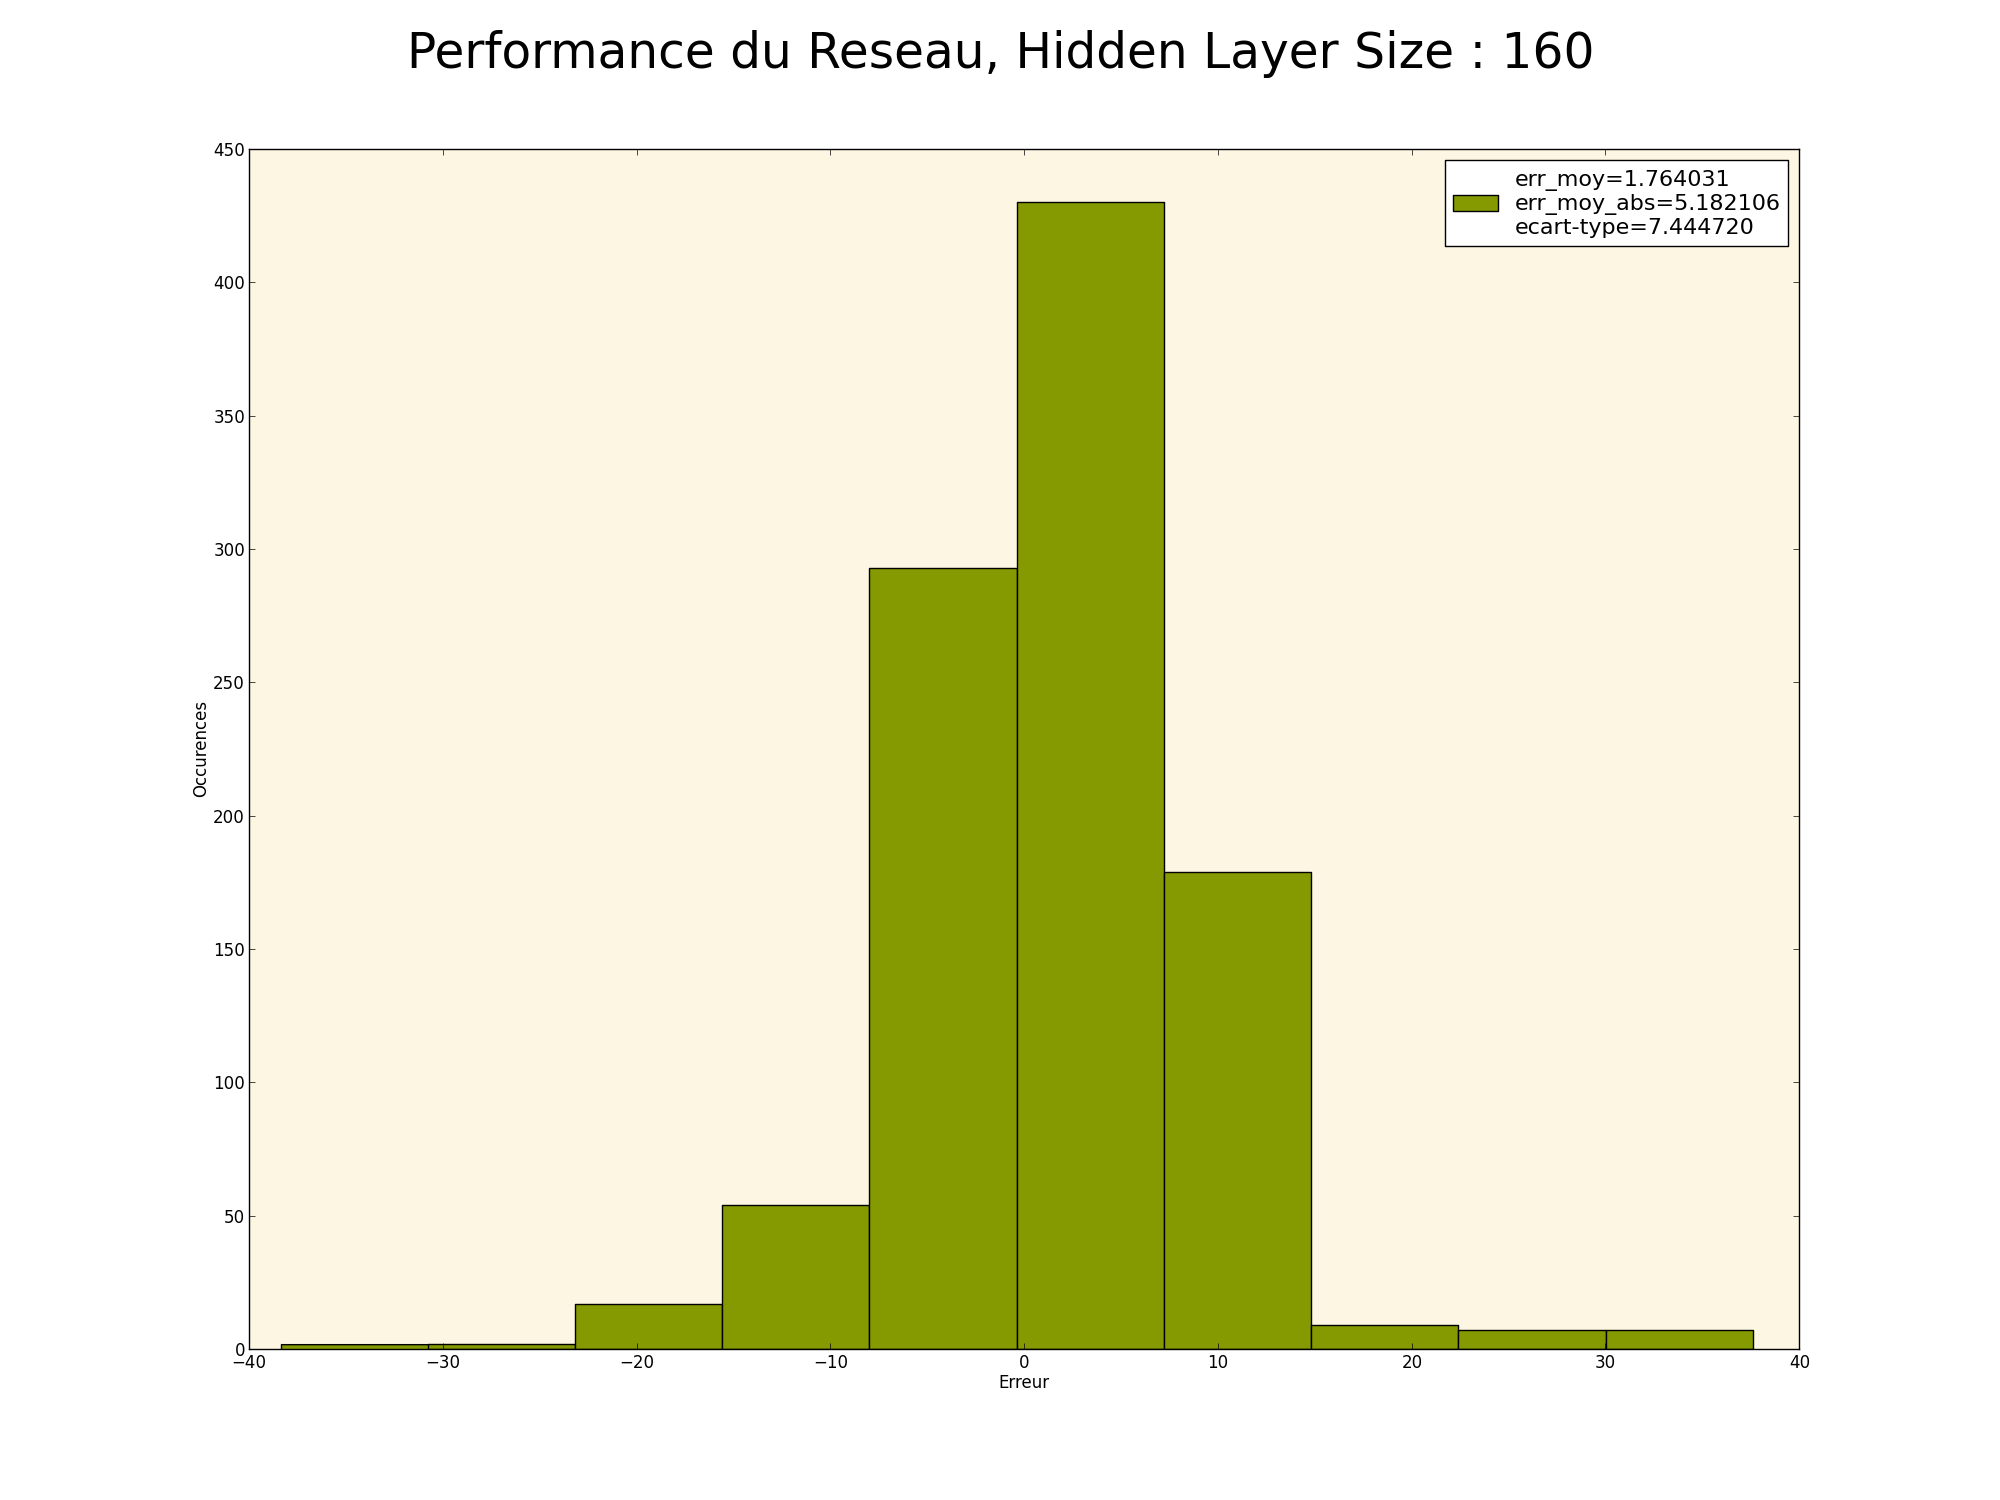 Performance du Reseau, Hidden Layer Size : 160
err_moy=1.764031
err_moy_abs=5.182106
ecart-type=7.444720
450
400
350
300
250
200
150
100
50
0
Occurences
−40 −30 −20 −10 0 10 20 30 40
Erreur